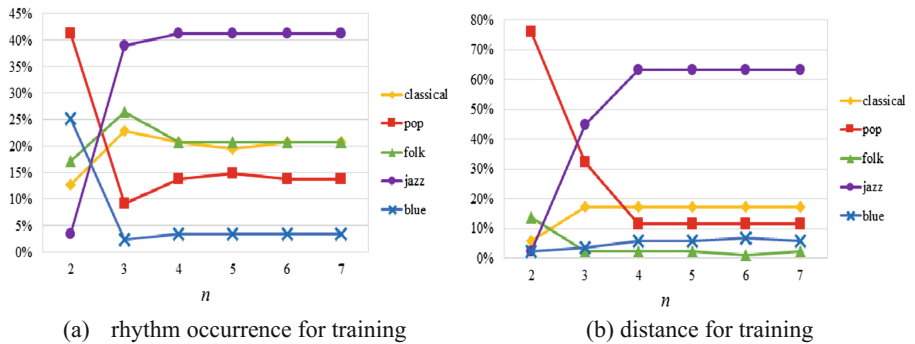 45%
40%
35%
30%
25%
20%
15%
10%
5%
0%
2 3 4 5 6 7
n
classical
pop
folk
jazz
blue
(a) rhythm occurrence for training
80%
70%
60%
50%
40%
30%
20%
10%
0%
2 3 4 5 6 7
n
classical
pop
folk
jazz
blue
(b) distance for training